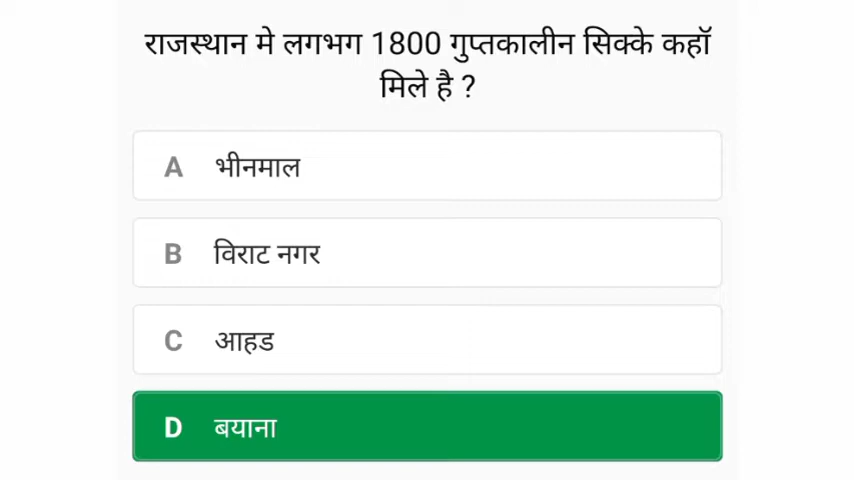 राजस्थान मे लगभग 1800 गुप्तकालीन सिक्के कहाॅ
मिले है ?
A भीनमाल
B विराट नगर
C आहड
D बयाना